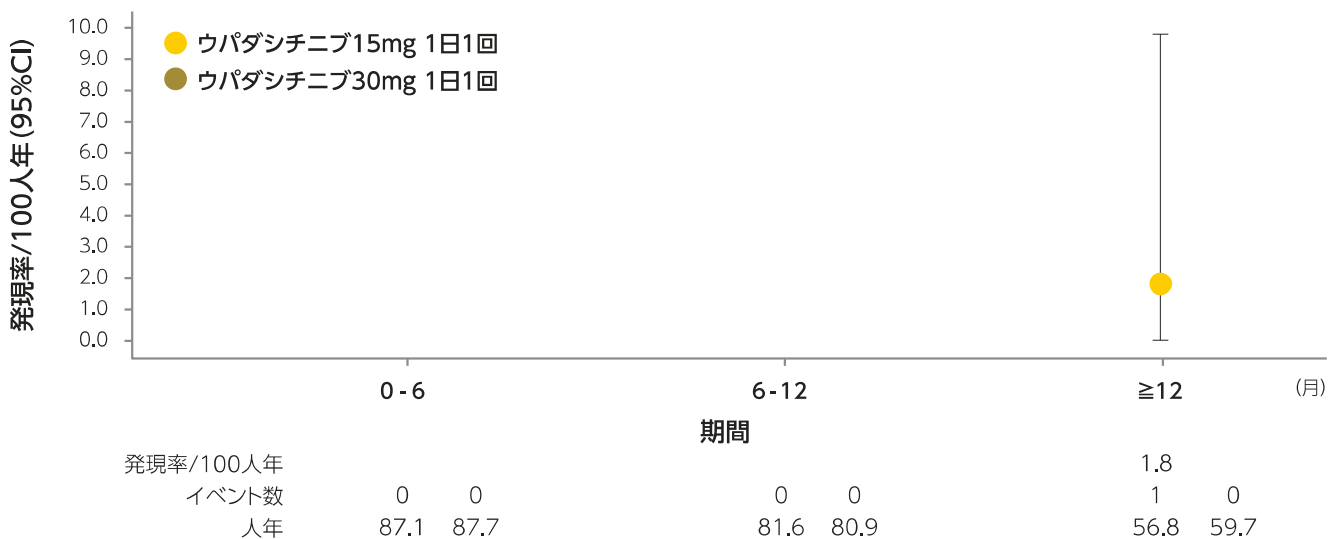 発現率/100人年(95%CI)
10.0
9.0
8.0
7.0
6.0
5.0
4.0
3.0
2.0
1.0
0.0
ウパダシチニブ15mg 1日1回
ウパダシチニブ30mg 1日1回
0-6 6-12 ≧12 (月)
期間
発現率/100人年 1.8
イベント数 0 0 0 0 1 0
人年 87.1 87.7 81.6 80.9 56.8 59.7